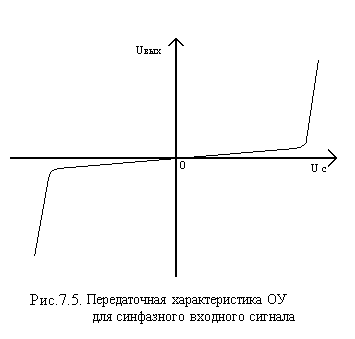 Uвых
0
U с
Рис.7.5. Передаточная характеристика ОУ
для синфазного входного сигнала